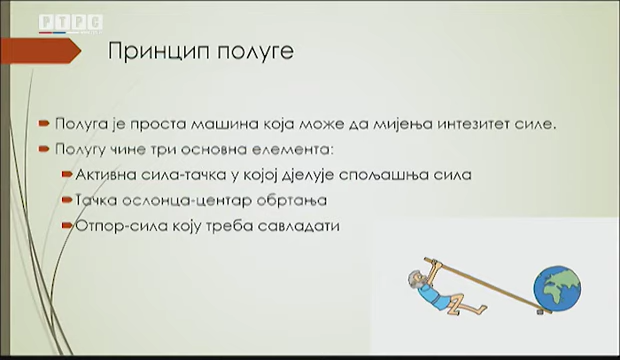 РТРС
Принцип полуге
Полуга је проста машина која може да мијења интезитет силе.
Полугу чине три основна елемента:
Активна сила-тачка у којој дјелује спољашња сила
Тачка ослонца-центар обртања
Отпор-сила коју треба савладати